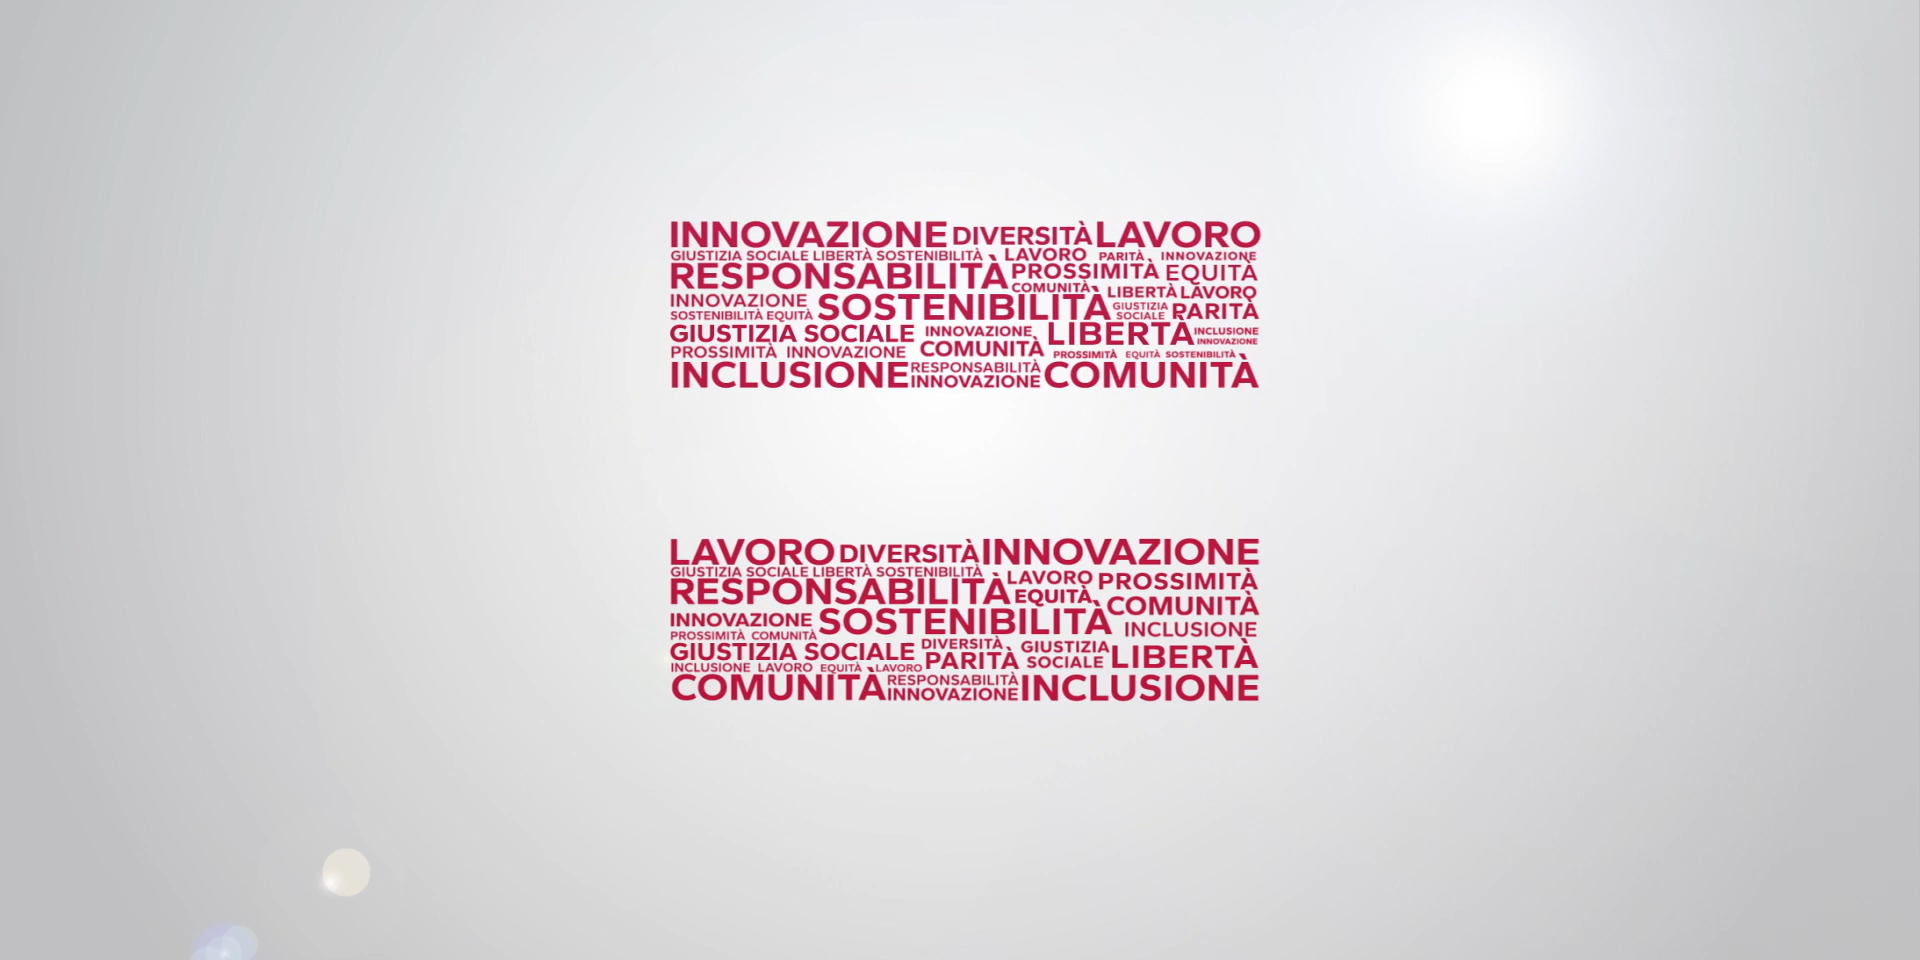 INNOVAZIONE DIVERSITÀ LAVORO
GIUSTIZIA SOCIALE LIBERTÀ SOSTENIBILITÀ LAVORO PARITÀ INNOVAZIONE
RESPONSABILITÀ PROSSIMITÀ EQUITÀ
COMUNITÀ LIBERTÀ LAVORO
INNOVAZIONE SOSTENIBILITÀ GIUSTIZIA
SOSTENIBILITÀ EQUITÀ SOCIALE PARITÀ
GIUSTIZIA SOCIALE INNOVAZIONE LIBERTÀ INCLUSIONE
INNOVAZIONE
PROSSIMITÀ INNOVAZIONE COMUNITÀ PROSSIMITÀ EQUITÀ SOSTENIBILITÀ
INCLUSIONE RESPONSABILITÀ COMUNITÀ
INNOVAZIONE
LAVORO DIVERSITÀ INNOVAZIONE
GIUSTIZIA SOCIALE LIBERTÀ SOSTENIBILITÀ LAVORO PROSSIMITÀ
RESPONSABILITÀ EQUITÀ COMUNITÀ
INNOVAZIONE SOSTENIBILITÀ INCLUSIONE
PROSSIMITÀ COMUNITÀ
GIUSTIZIA SOCIALE DIVERSITÀ GIUSTIZIA LIBERTÀ
PARITÀ SOCIALE
INCLUSIONE LAVORO EQUITÀ LAVORO
COMUNITÀ RESPONSABILITÀ INCLUSIONE
INNOVAZIONE